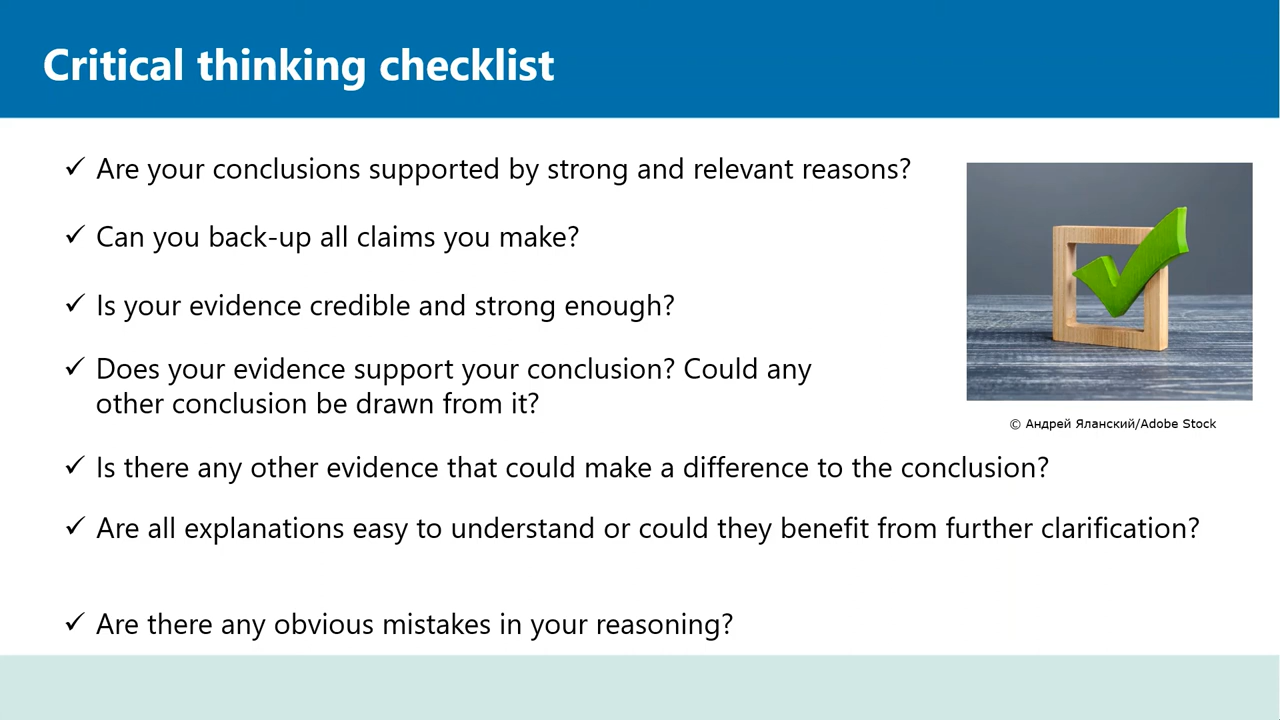 Critical thinking checklist
✓ Are your conclusions supported by strong and relevant reasons?
✓ Can you back-up all claims you make?
✓ Is your evidence credible and strong enough?
✓ Does your evidence support your conclusion? Could any
other conclusion be drawn from it?
© Андрей Яланский/Adobe Stock
✓ Is there any other evidence that could make a difference to the conclusion?
✓ Are all explanations easy to understand or could they benefit from further clarification?
✓ Are there any obvious mistakes in your reasoning?